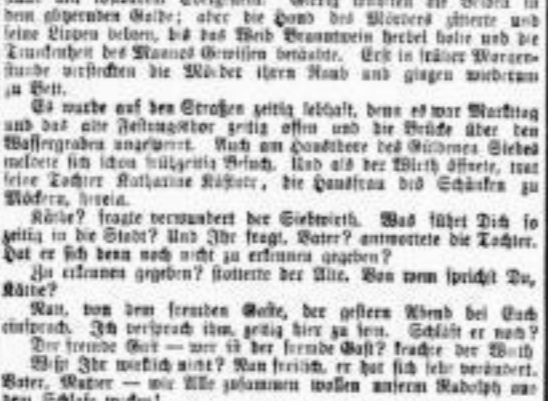 dem glitzernden Golde; aber die Hand des Mörders zitterte und
seine Lippen bebten, bis das Weib Branntwein herbei holte und die
Trunkenheit des Mannes Gewissen betäubte. Erst in früher Morgen-
stunde versteckten die Mörder ihren Raub und gingen wiederum
zu Bett.
Es wurde auf den Straßen zeitig lebhaft, denn es war Markttag
und das alte Festungsthor zeitig offen und die Brücke über den
Wassergraben ungesperrt. Auch am Hausthore des Güldenen Siebes
meldete sich schon frühzeitig Besuch. Und als der Wirth öffnete, trat
seine Tochter Katharine, die Hausfrau des Schänken zu
Möckern, herein.
Käthe? fragte verwundert der Siebwirth. Was führt Dich so
zeitig in die Stadt? Und Ihr fragt, Vater? antwortete die Tochter.
Hat er sich denn noch nicht zu erkennen gegeben?
Zu erkennen gegeben? stotterte der Alte. Von wem sprichst Du,
Käthe?
Nun, von dem fremden Gaste, der gestern Abend bei Euch
einsprach. Ich versprach ihm, zeitig hier zu sein. Schläft er noch?
Der fremde Gast — wer ist der fremde Gast? keuchte der Wirth
Wißt Ihr wirklich nicht? Nun freilich, er hat sich sehr verändert.
Vater, Mutter — wir Alle zusammen wollen unserm Rudolph aus
dem Schlafe wecken!